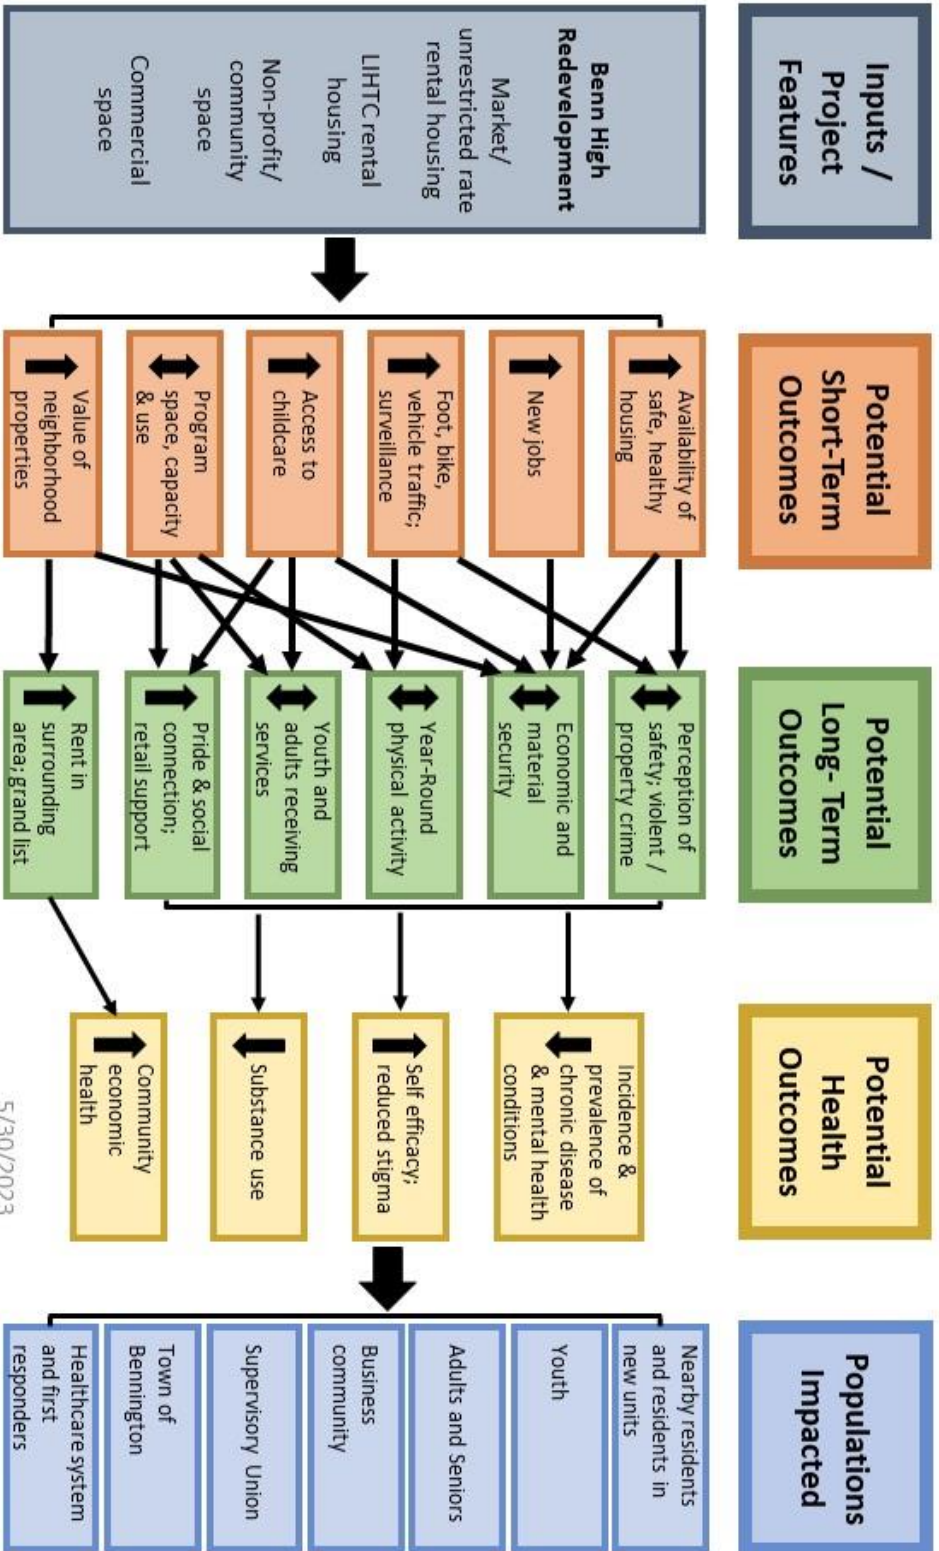 Inputs /
Project
Features
Benn High
Redevelopment
Market/
unrestricted rate
rental housing
LIHTC rental
housing
Non-profit/
community
space
Commercial
space
Potential
Short-Term
Outcomes
Availability of
safe, healthy
housing
New jobs
Foot, bike,
vehicle traffic;
surveillance
Access to
childcare
Program
space, capacity
& use
Value of
neighborhood
properties
Potential
Long- Term
Outcomes
Perception of
safety; violent /
property crime
Economic and
material
security
Year-Round
physical activity
Youth and
adults receiving
services
Pride & social
connection;
retail support
Rent in
surrounding
area; grand list
Potential
Health
Outcomes
Incidence &
prevalence of
chronic disease
& mental health
conditions
Self efficacy;
reduced stigma
Substance use
Community
economic
health
Populations
Impacted
Nearby residents
and residents in
new units
Youth
Adults and Seniors
Business
community
Supervisory Union
Town of
Bennington
Healthcare system
and first
responders
5/30/2023